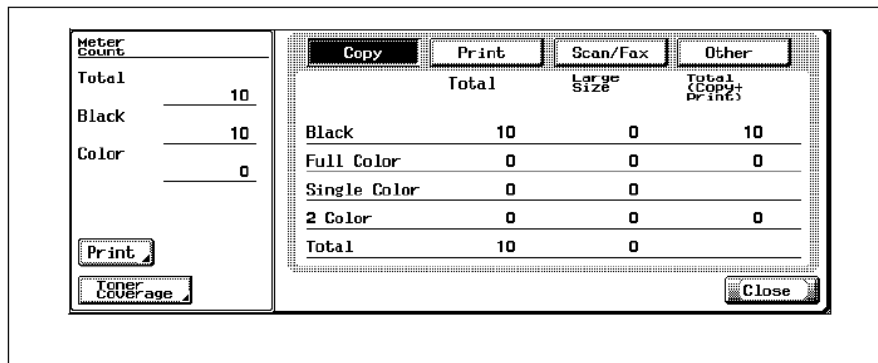 Meter
Count
Total
10
Black
10
Color
0
Print
Toner
Coverage
Copy Print Scan/Fax Other
Total Large Size Total (Copy+ Print)
Black 10 0 10
Full Color 0 0 0
Single Color 0 0
2 Color 0 0 0
Total 10 0
Close